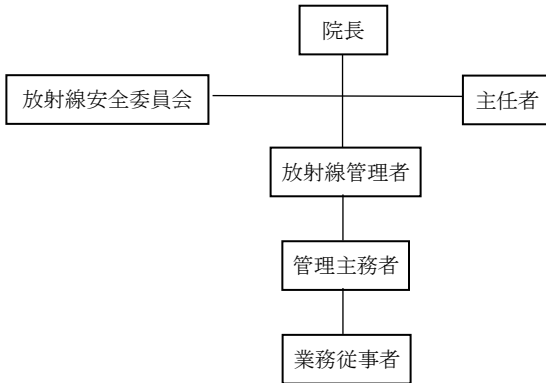 院長
放射線安全委員会
主任者
放射線管理者
管理主務者
業務従事者